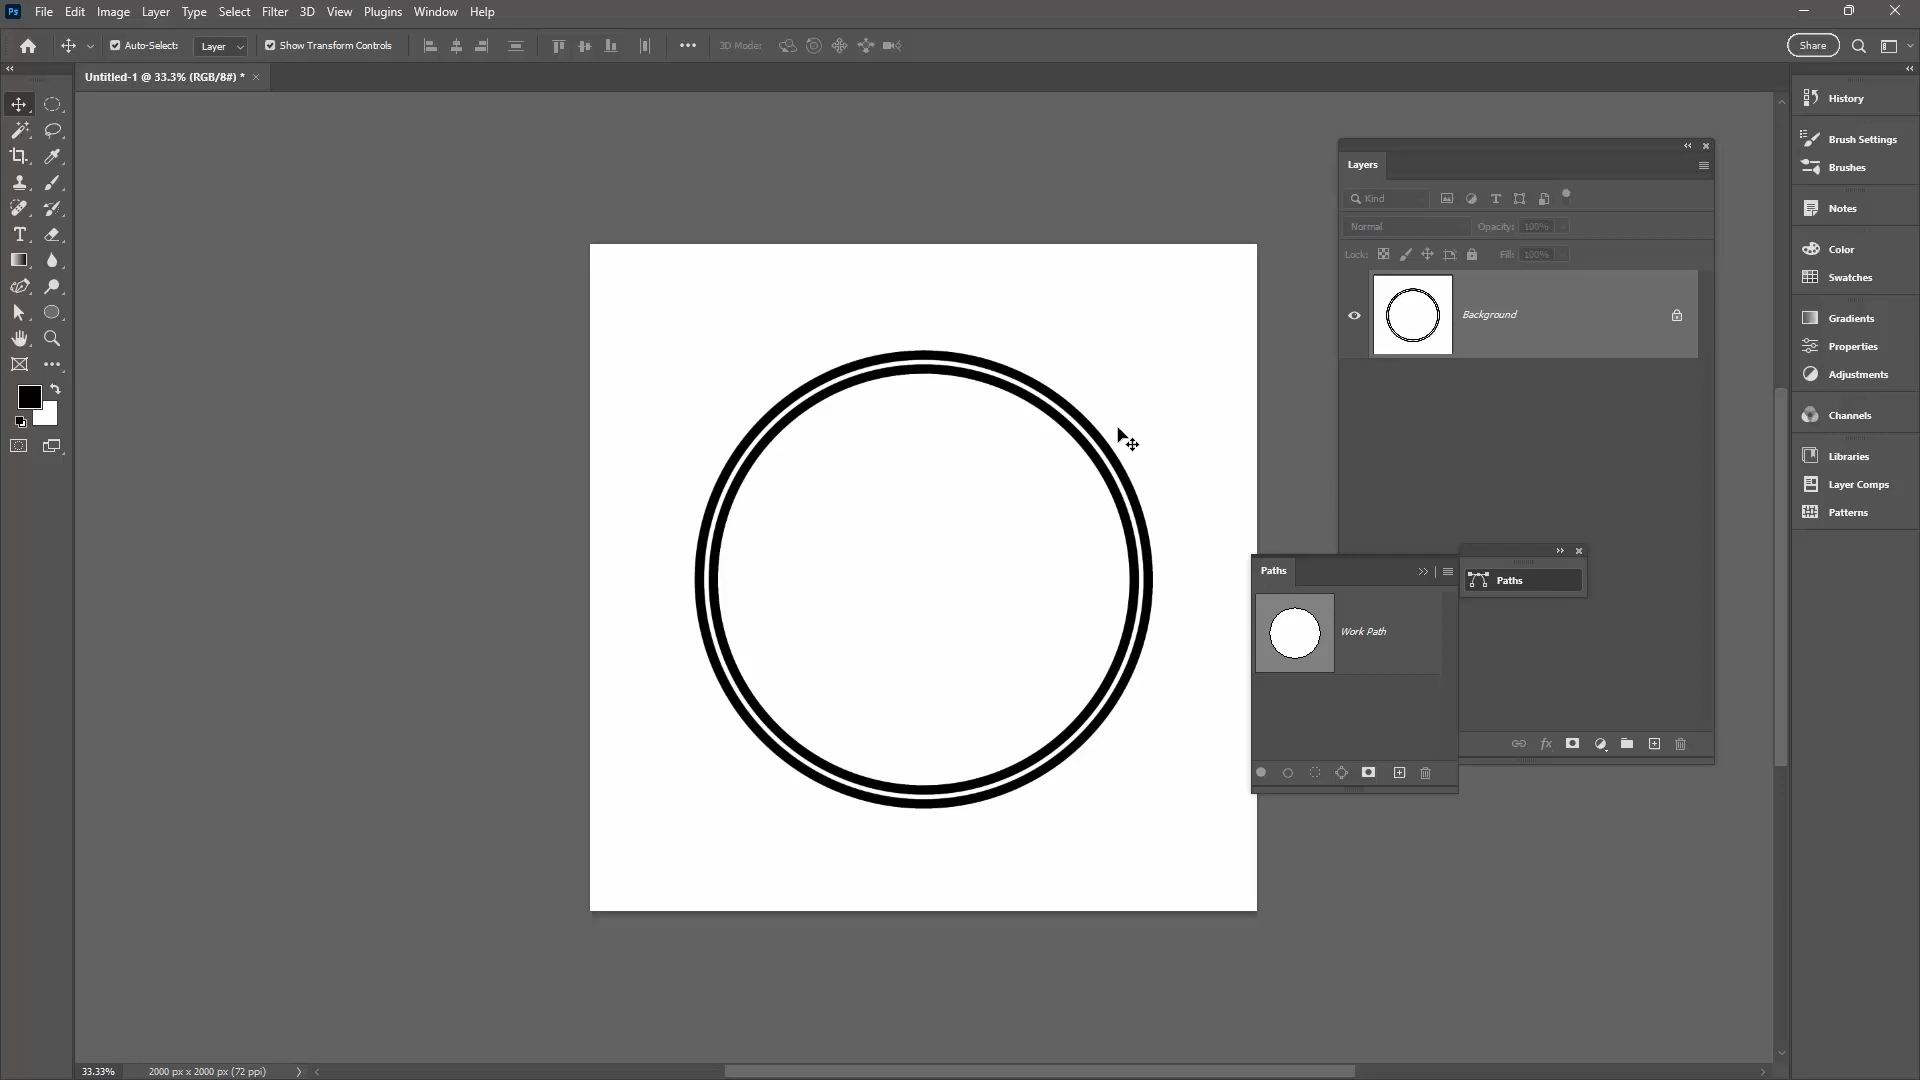 Ps File Edit Image Layer Type Select Filter 3D View Plugins Window Help
Auto-Select: Layer Show Transform Controls 3D Mode: Share
Untitled-1 @ 33.3% (RGB/8#) *
History
Brush Settings
Brushes
Notes
Color
Swatches
Gradients
Properties
Adjustments
Channels
Libraries
Layer Comps
Patterns
Layers
Kind
Normal Opacity: 100%
Lock: Fill: 100%
Background
Paths
Work Path
Paths
33.33% 2000 px x 2000 px (72 ppi)